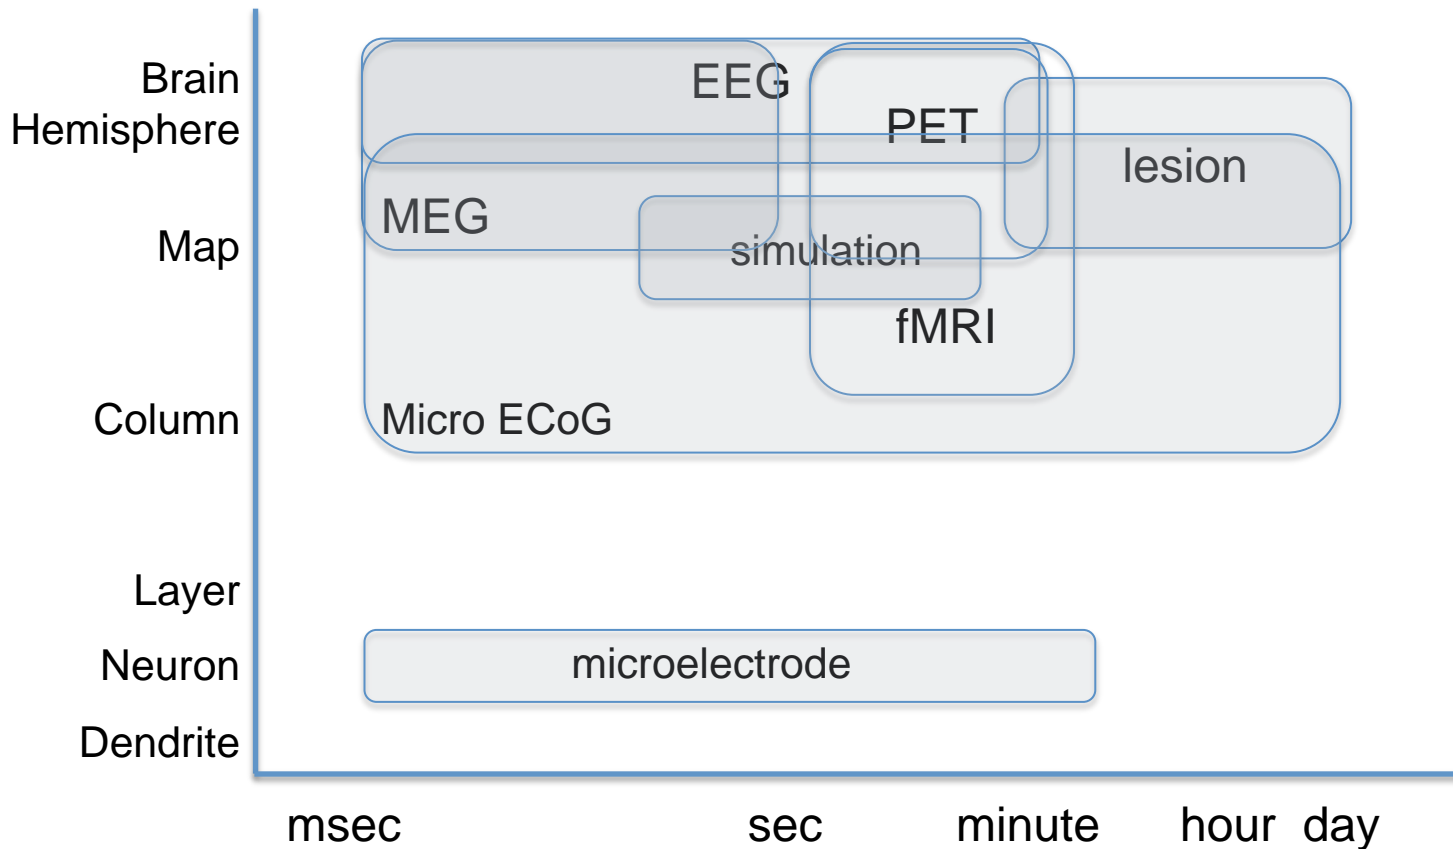 Brain
Hemisphere
Map
Column
Layer
Neuron
Dendrite
EEG
PET
lesion
MEG
simulation
fMRI
Micro ECoG
microelectrode
msec sec minute hour day